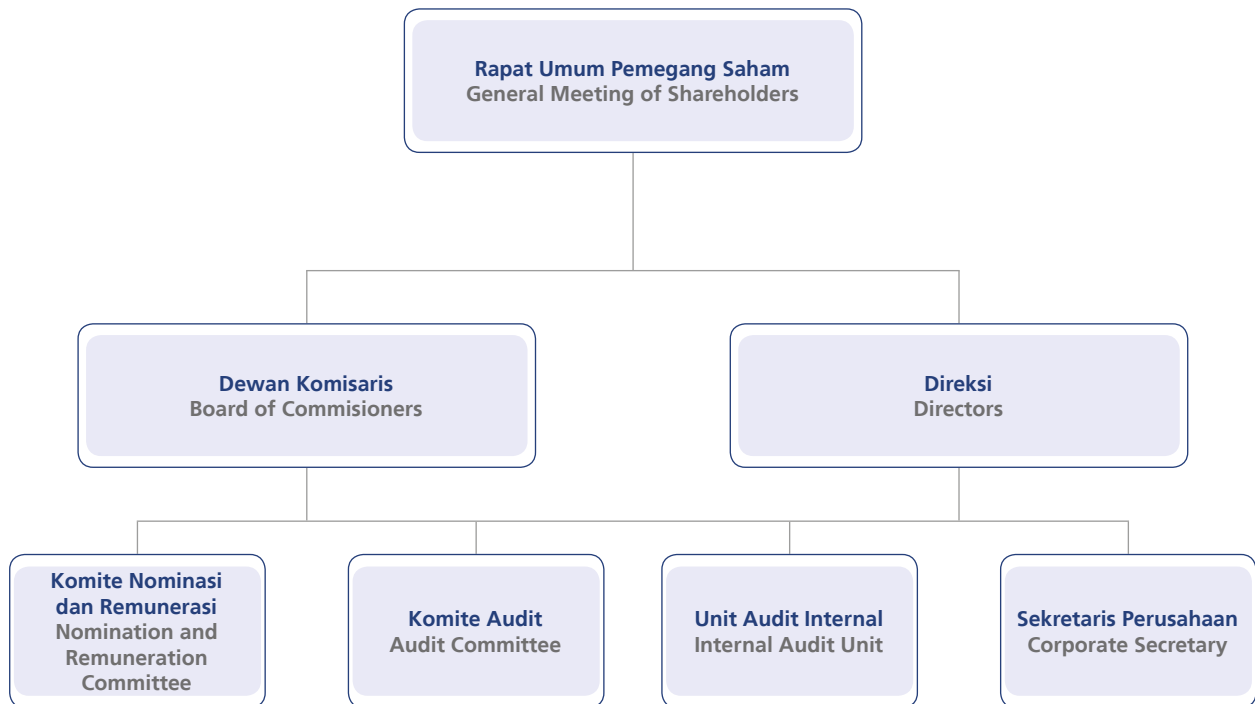 Rapat Umum Pemegang Saham
General Meeting of Shareholders
Dewan Komisaris
Board of Commisioners
Direksi
Directors
Komite Nominasi
dan Remunerasi
Nomination and
Remuneration
Committee
Komite Audit
Audit Committee
Unit Audit Internal
Internal Audit Unit
Sekretaris Perusahaan
Corporate Secretary